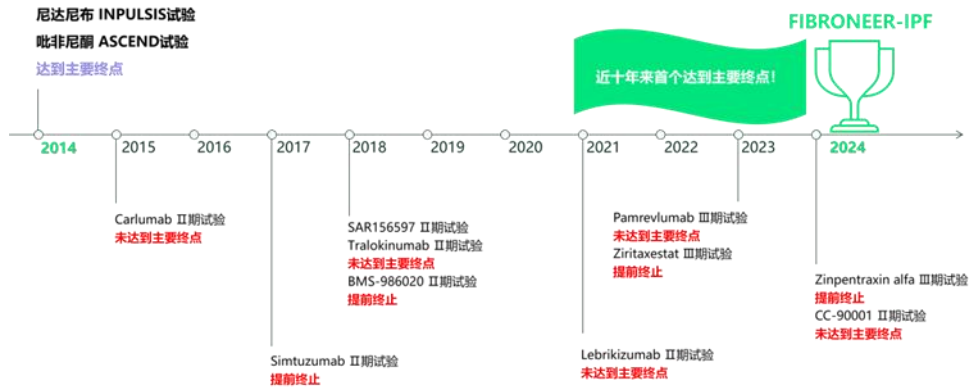 尼达尼布 INPULSIS试验
吡非尼酮 ASCEND试验
达到主要终点
FIBRONEER-IPF
近十年来首个达到主要终点!
2014
2015
2016
2017
2018
2019
2020
2021
2022
2023
2024
Carlumab Ⅱ期试验
未达到主要终点
SAR156597 Ⅱ期试验
Tralokinumab Ⅱ期试验
未达到主要终点
BMS-986020 Ⅱ期试验
提前终止
Pamrevlumab Ⅲ期试验
未达到主要终点
Ziritaxestat Ⅲ期试验
提前终止
Zinpentraxin alfa Ⅲ期试验
提前终止
CC-90001 Ⅱ期试验
未达到主要终点
Simtuzumab Ⅱ期试验
提前终止
Lebrikizumab Ⅱ期试验
未达到主要终点